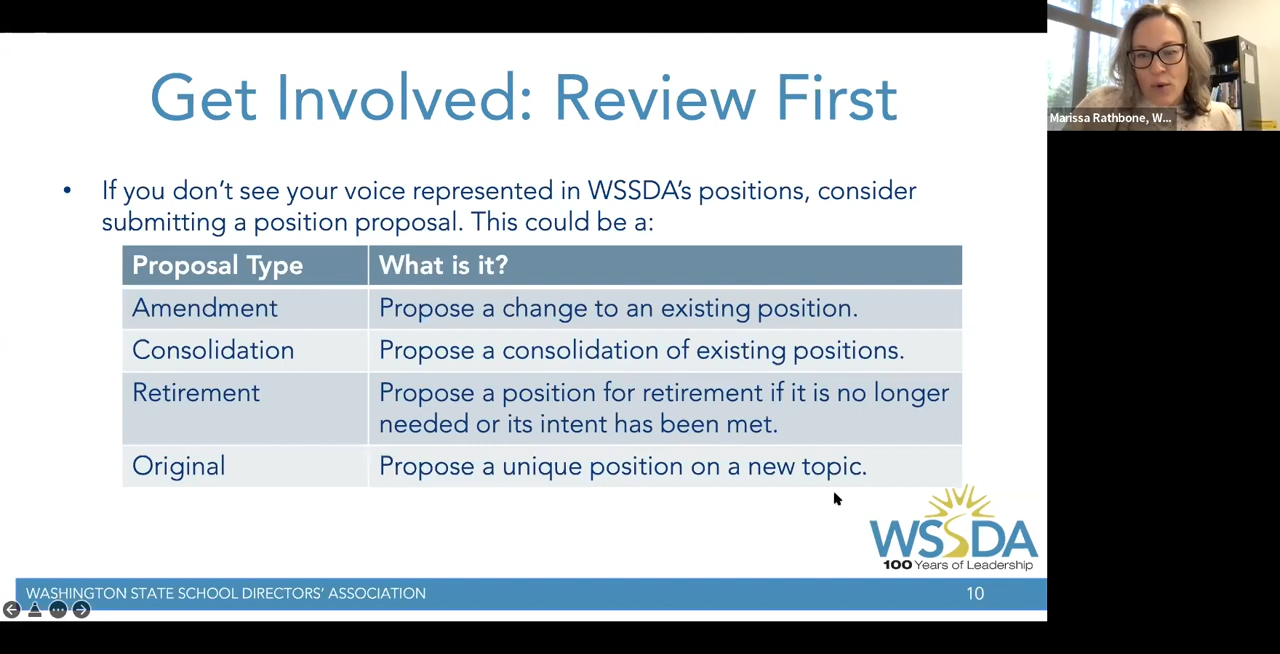 Get Involved: Review First
Marissa Rathbone, W...
• If you don’t see your voice represented in WSSDA’s positions, consider
submitting a position proposal. This could be a:
Proposal Type What is it?
Amendment Propose a change to an existing position.
Consolidation Propose a consolidation of existing positions.
Retirement Propose a position for retirement if it is no longer
needed or its intent has been met.
Original Propose a unique position on a new topic.
WSSDA
100 Years of Leadership
WASHINGTON STATE SCHOOL DIRECTORS’ ASSOCIATION 10